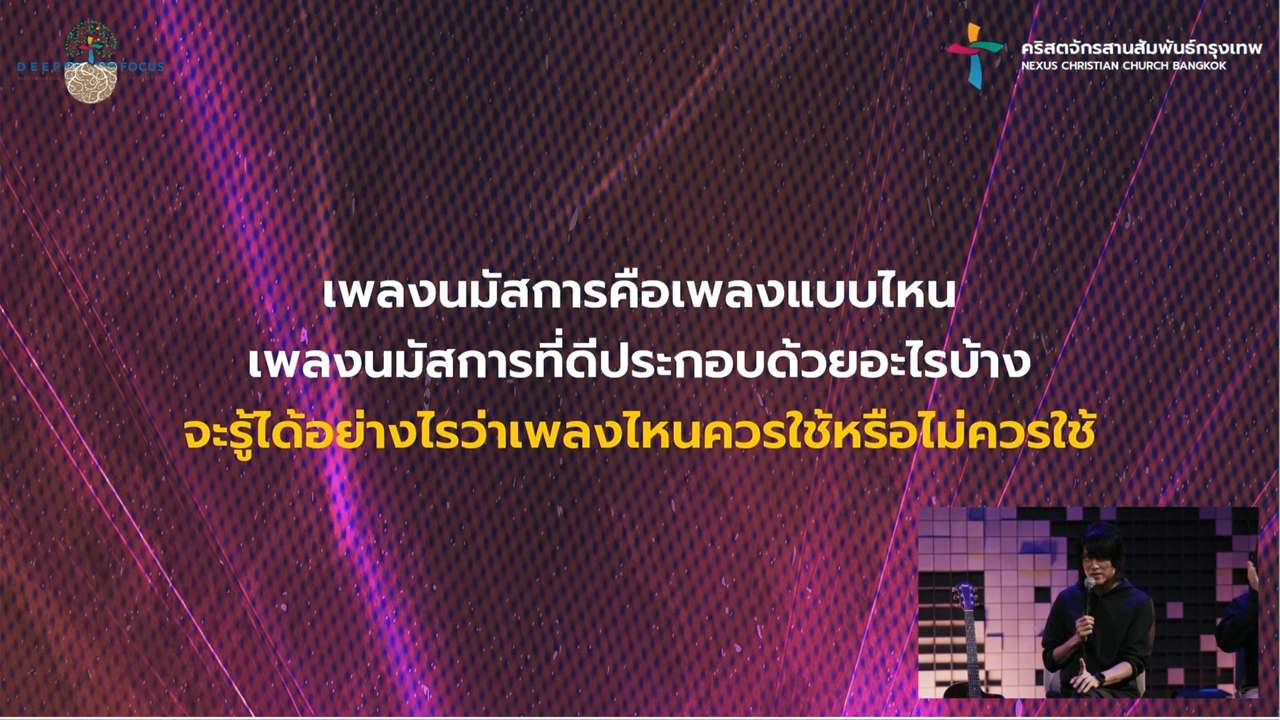 DEEP FOCUS
คริสตจักรสานสัมพันธ์กรุงเทพ
NEXUS CHRISTIAN CHURCH BANGKOK
เพลงนมัสการคือเพลงแบบไหน
เพลงนมัสการที่ดีประกอบด้วยอะไรบ้าง
จะรู้ได้อย่างไรว่าเพลงไหนควรใช้หรือไม่ควรใช้